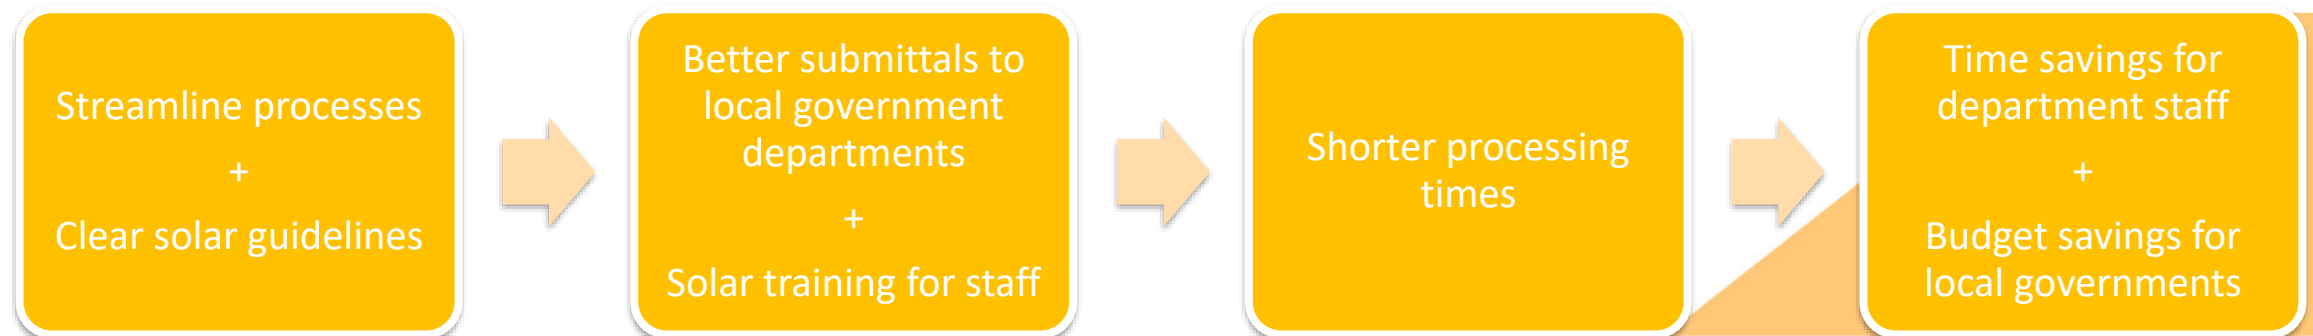 Streamline processes
+
Clear solar guidelines
Better submittals to
local government
departments
+
Solar training for staff
Shorter processing
times
Time savings for
department staff
+
Budget savings for
local governments